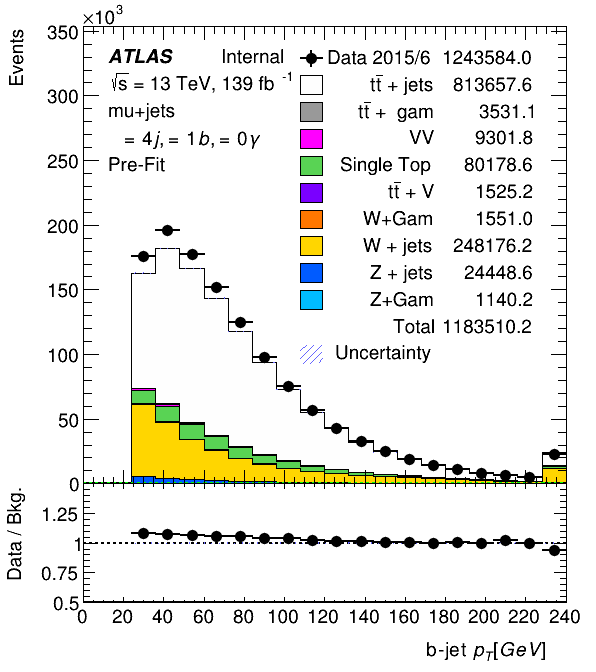 ×10³
Events
350
300
250
200
150
100
50
0
ATLAS Internal
√s = 13 TeV, 139 fb⁻¹
mu+jets
= 4j, = 1b, = 0γ
Pre-Fit
Data 2015/6 1243584.0
tt̄ + jets 813657.6
tt̄ + gam 3531.1
VV 9301.8
Single Top 80178.6
tt̄ + V 1525.2
W+Gam 1551.0
W + jets 248176.2
Z + jets 24448.6
Z+Gam 1140.2
Total 1183510.2
Uncertainty
Data / Bkg.
1.25
1
0.75
0.5
0 20 40 60 80 100 120 140 160 180 200 220 240
b-jet p_T[GeV]